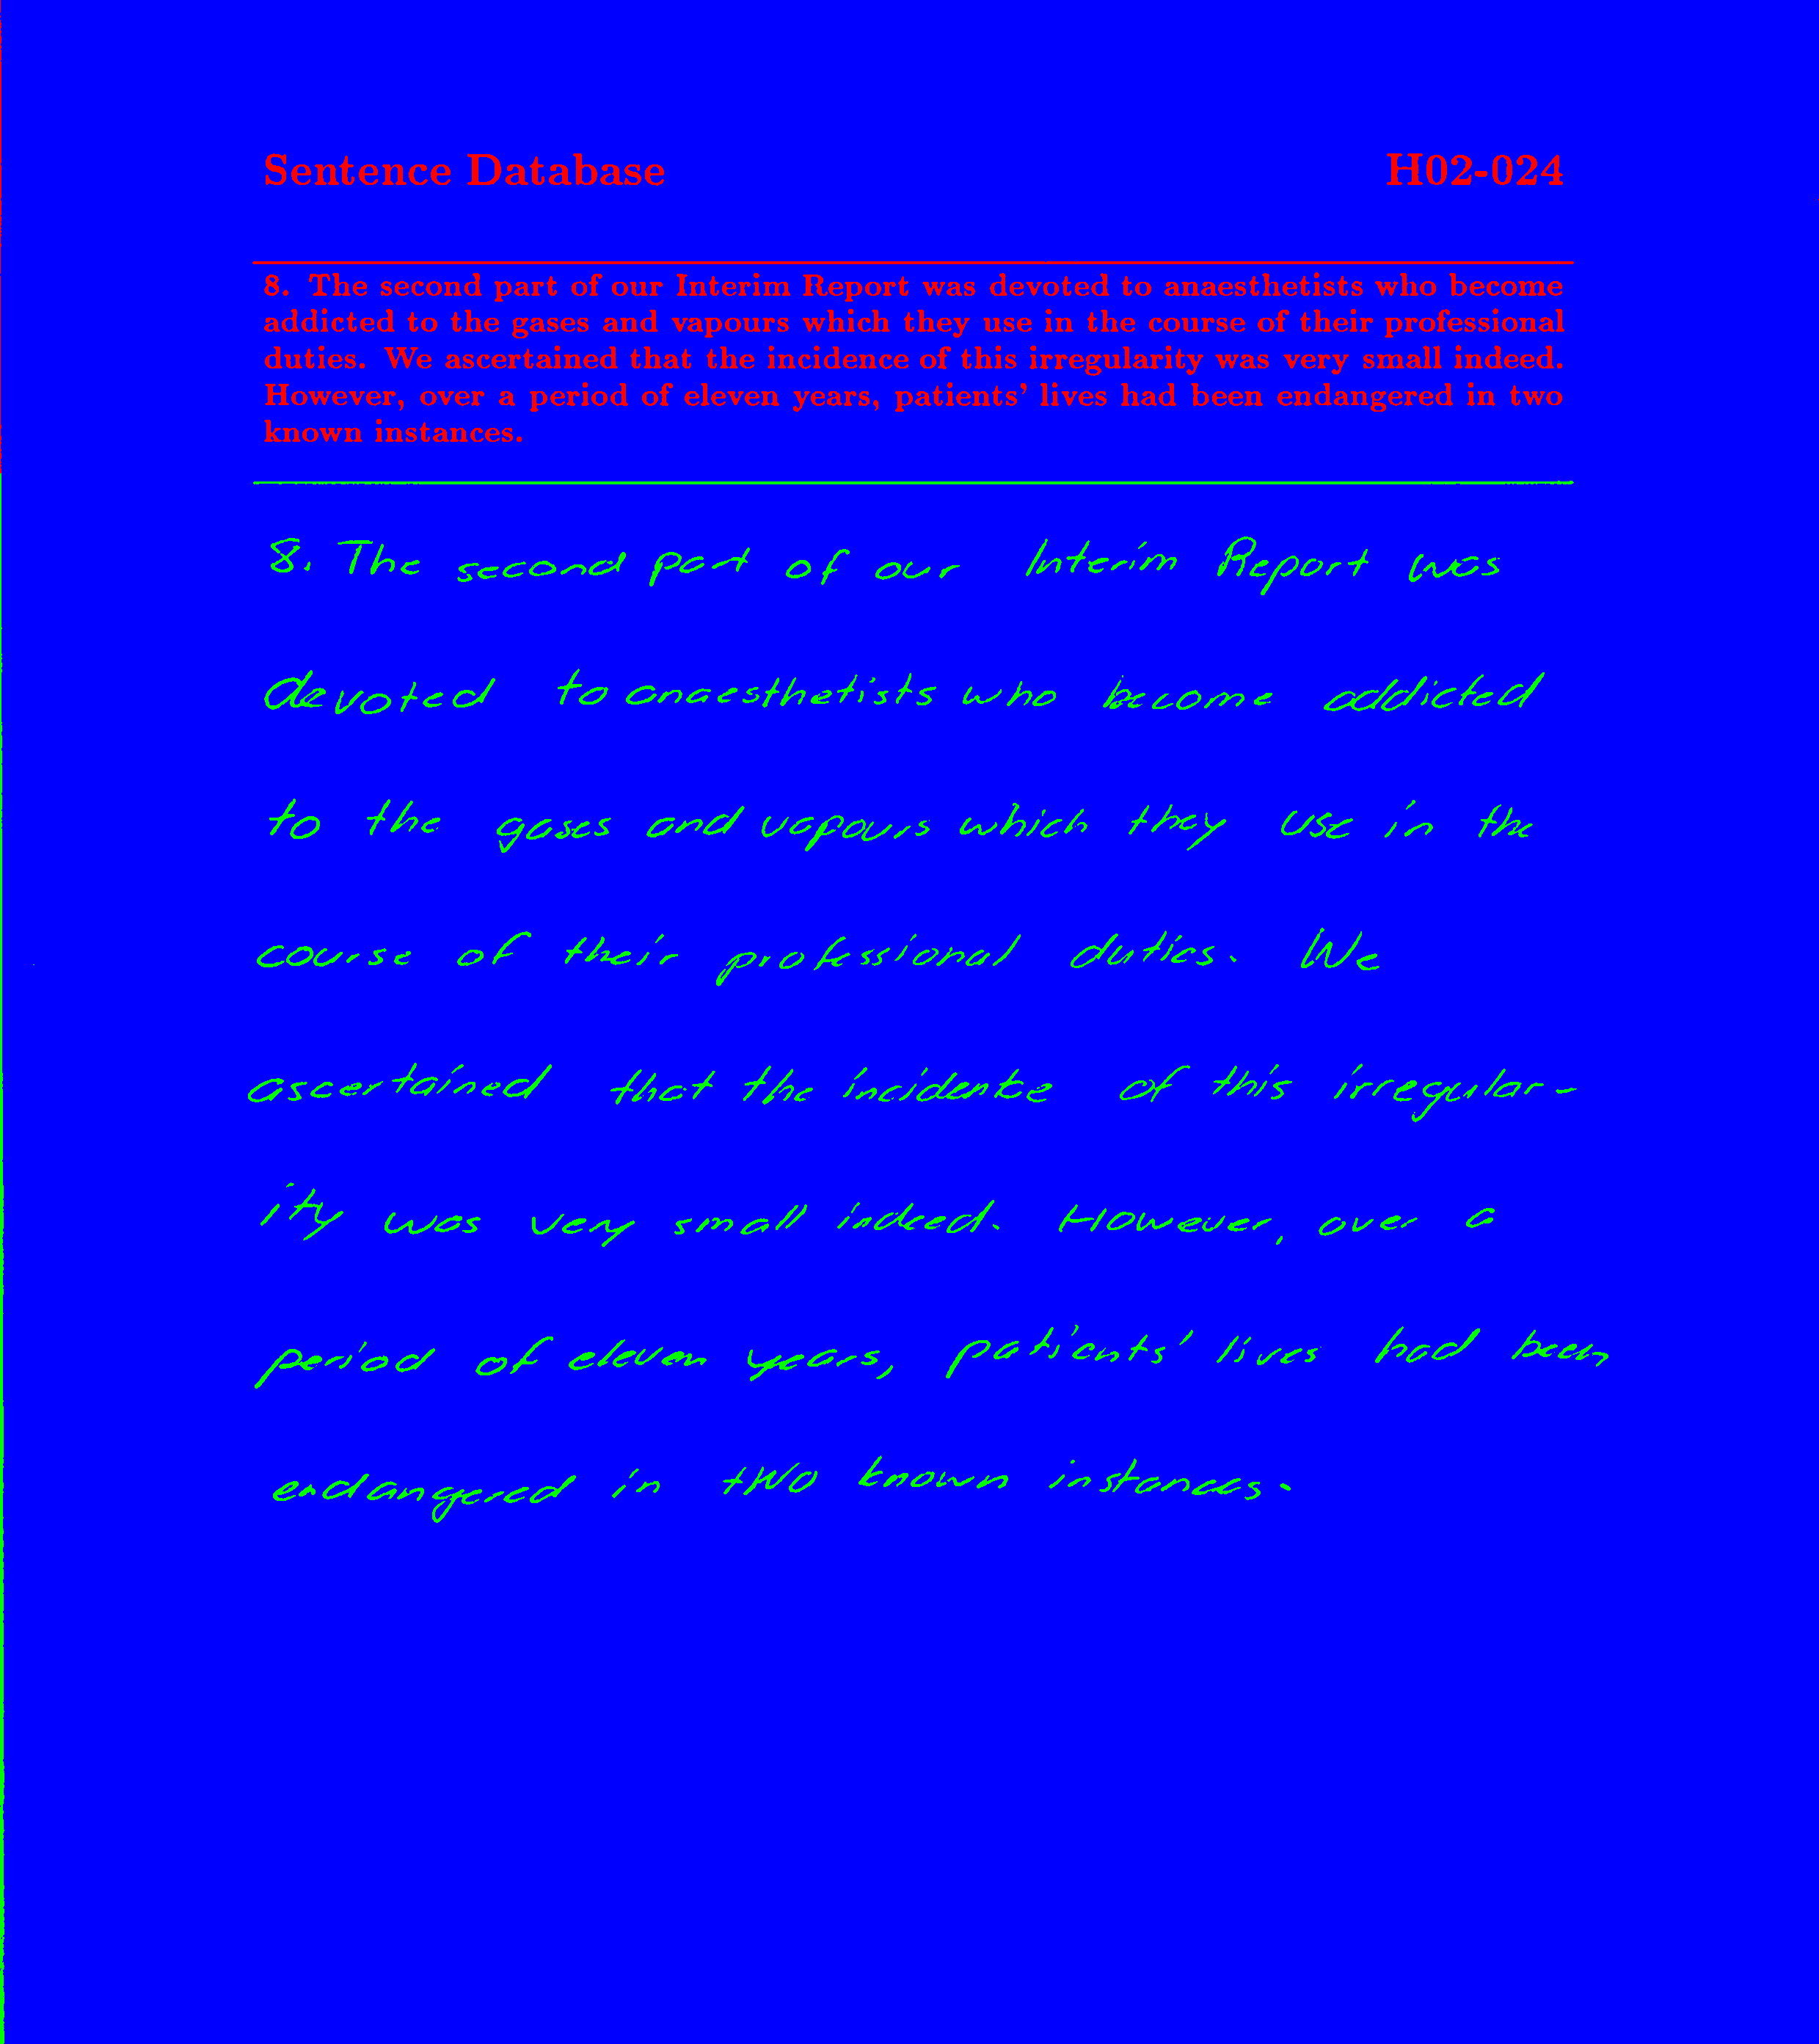 Sentence Database H02-024
8. The second part of our Interim Report was devoted to anaesthetists who become
addicted to the gases and vapours which they use in the course of their professional
duties. We ascertained that the incidence of this irregularity was very small indeed.
However, over a period of eleven years, patients' lives had been endangered in two
known instances.
8. The second part of our Interim Report was
devoted to anaesthetists who become addicted
to the gases and vapours which they use in the
course of their professional duties. We
ascertained that the incidence of this irregular-
ity was very small indeed. However, over a
period of eleven years, patients' lives had been
endangered in two known instances.